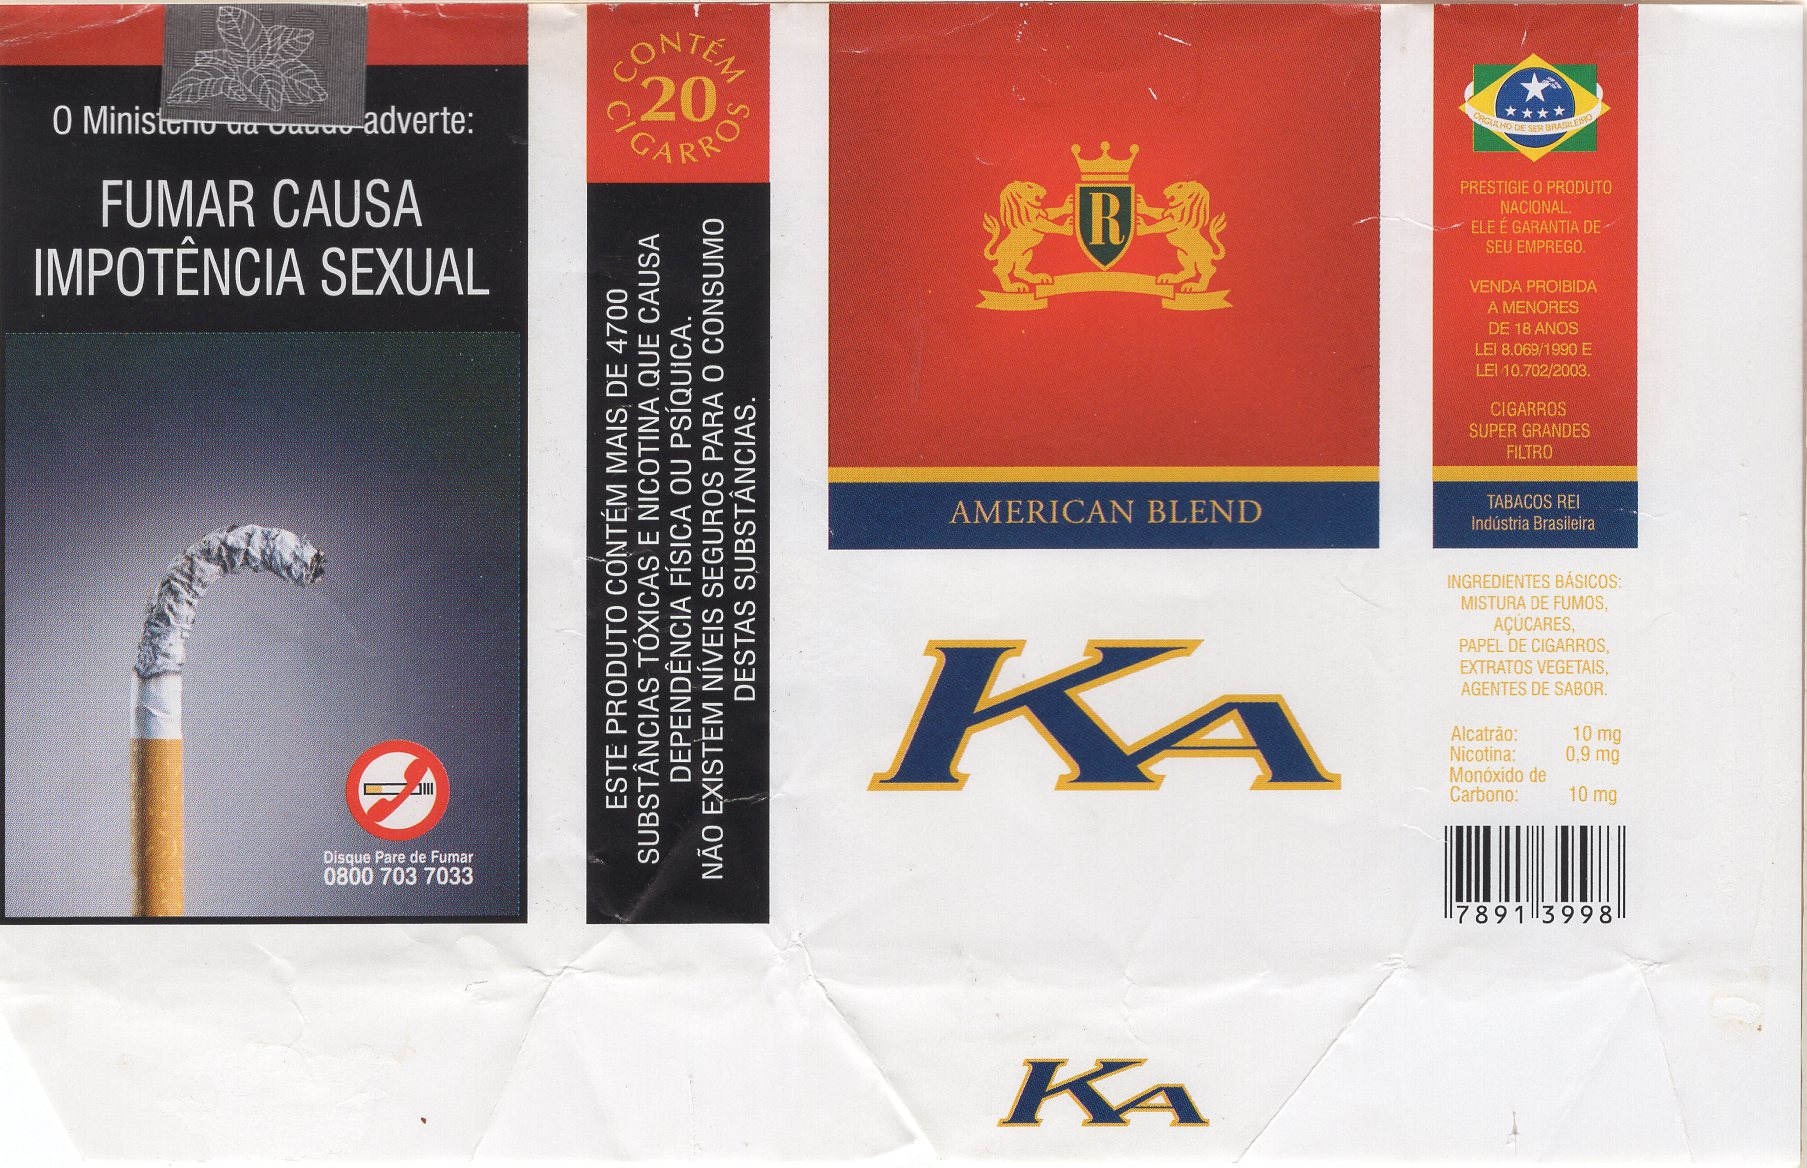 O Ministério da Saúde adverte:
FUMAR CAUSA
IMPOTÊNCIA SEXUAL
Disque Pare de Fumar
0800 703 7033
CONTÉM
20
CIGARROS
ESTE PRODUTO CONTÉM MAIS DE 4700
SUBSTÂNCIAS TÓXICAS E NICOTINA QUE CAUSA
DEPENDÊNCIA FÍSICA OU PSÍQUICA.
NÃO EXISTEM NÍVEIS SEGUROS PARA O CONSUMO
DESTAS SUBSTÂNCIAS.
R
AMERICAN BLEND
KA
KA
ORGULHO DE SER BRASILEIRO
PRESTIGIE O PRODUTO
NACIONAL.
ELE É GARANTIA DE
SEU EMPREGO.
VENDA PROIBIDA
A MENORES
DE 18 ANOS
LEI 8.069/1990 E
LEI 10.702/2003.
CIGARROS
SUPER GRANDES
FILTRO
TABACOS REI
Indústria Brasileira
INGREDIENTES BÁSICOS:
MISTURA DE FUMOS,
AÇÚCARES,
PAPEL DE CIGARROS,
EXTRATOS VEGETAIS,
AGENTES DE SABOR.
Alcatrão: 10 mg
Nicotina: 0,9 mg
Monóxido de
Carbono: 10 mg
78913998